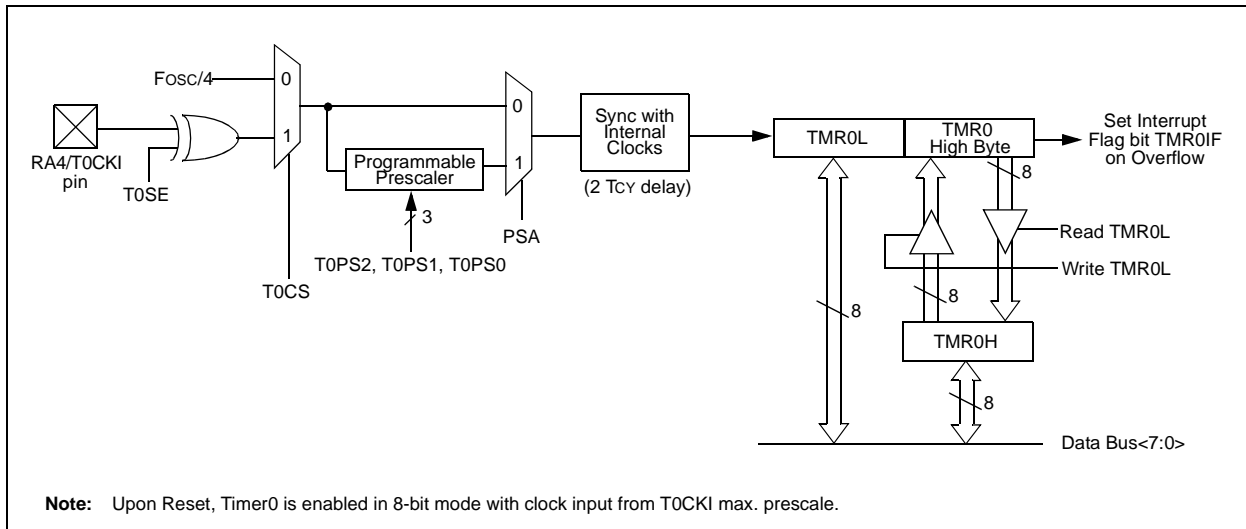 FOSC/4
0
1
RA4/T0CKI
pin
T0SE
T0CS
Programmable
Prescaler
3
T0PS2, T0PS1, T0PS0
0
1
PSA
Sync with
Internal
Clocks
(2 TCY delay)
TMR0L
TMR0
High Byte
Set Interrupt
Flag bit TMR0IF
on Overflow
8
Read TMR0L
Write TMR0L
8
8
TMR0H
8
Data Bus<7:0>
Note: Upon Reset, Timer0 is enabled in 8-bit mode with clock input from T0CKI max. prescale.